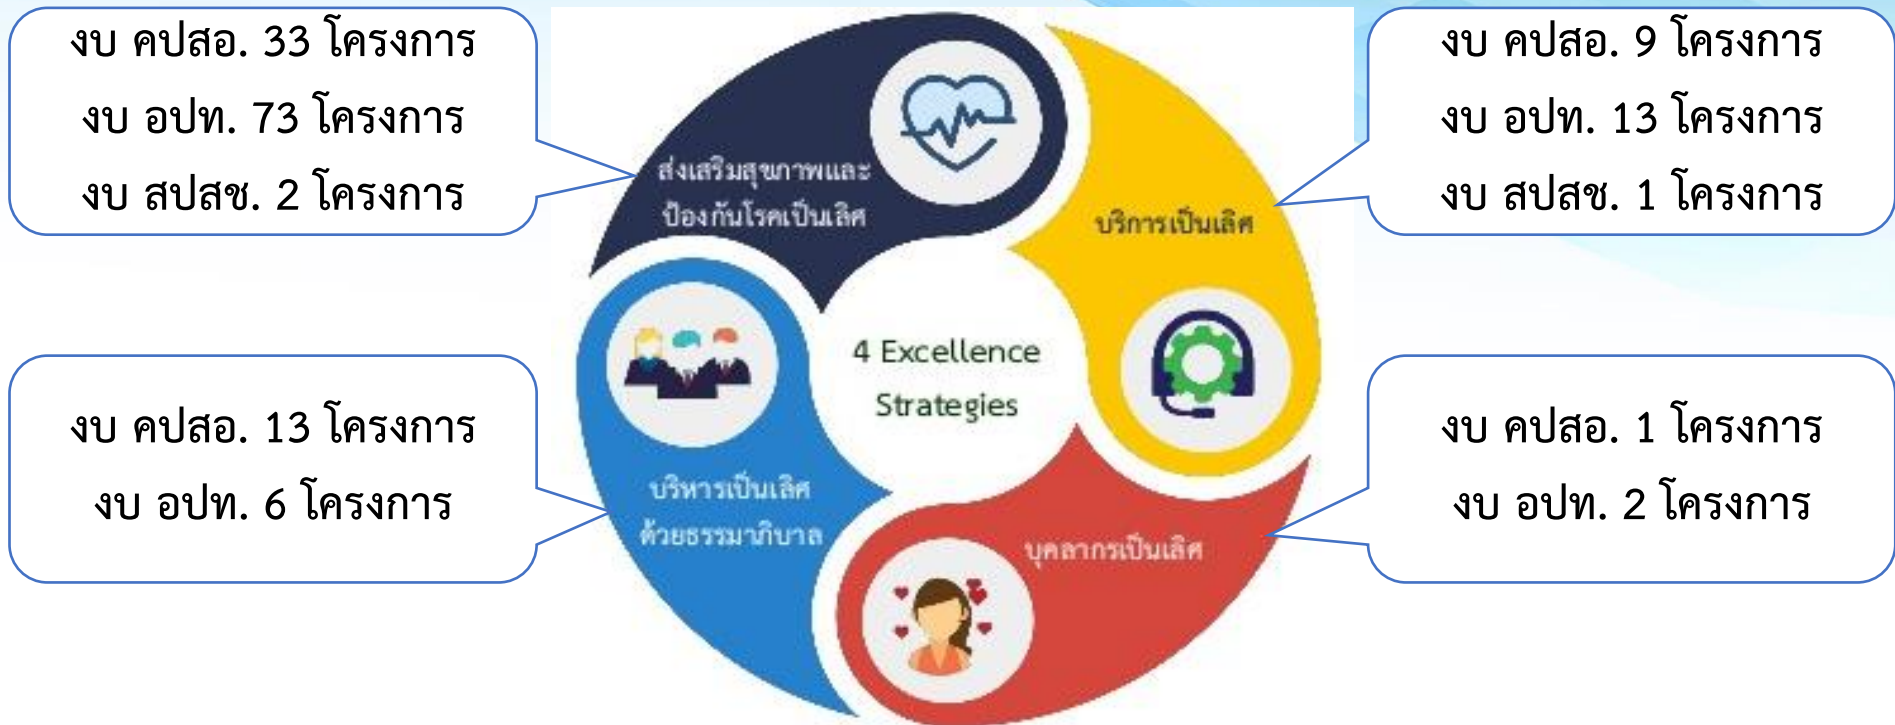 งบ คปสอ. 33 โครงการ
งบ อปท. 73 โครงการ
งบ สปสช. 2 โครงการ
งบ คปสอ. 9 โครงการ
งบ อปท. 13 โครงการ
งบ สปสช. 1 โครงการ
ส่งเสริมสุขภาพและ
ป้องกันโรคเป็นเลิศ
บริการเป็นเลิศ
4 Excellence
Strategies
งบ คปสอ. 13 โครงการ
งบ อปท. 6 โครงการ
บริหารเป็นเลิศ
ด้วยธรรมาภิบาล
บุคลากรเป็นเลิศ
งบ คปสอ. 1 โครงการ
งบ อปท. 2 โครงการ